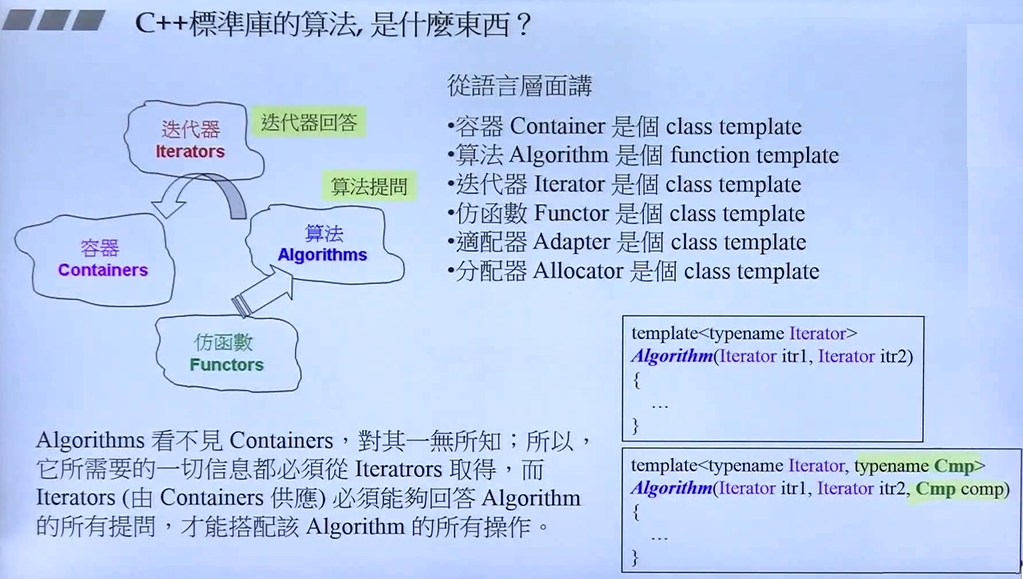 C++標準庫的算法, 是什麼東西？
迭代器
Iterators
迭代器回答
算法提問
容器
Containers
算法
Algorithms
仿函數
Functors
從語言層面講
•容器 Container 是個 class template
•算法 Algorithm 是個 function template
•迭代器 Iterator 是個 class template
•仿函數 Functor 是個 class template
•適配器 Adapter 是個 class template
•分配器 Allocator 是個 class template
template<typename Iterator>
Algorithm(Iterator itr1, Iterator itr2)
{
…
}
template<typename Iterator, typename Cmp>
Algorithm(Iterator itr1, Iterator itr2, Cmp comp)
{
…
}
Algorithms 看不見 Containers，對其一無所知；所以，
它所需要的一切信息都必須從 Iteratrors 取得，而
Iterators (由 Containers 供應) 必須能夠回答 Algorithm
的所有提問，才能搭配該 Algorithm 的所有操作。